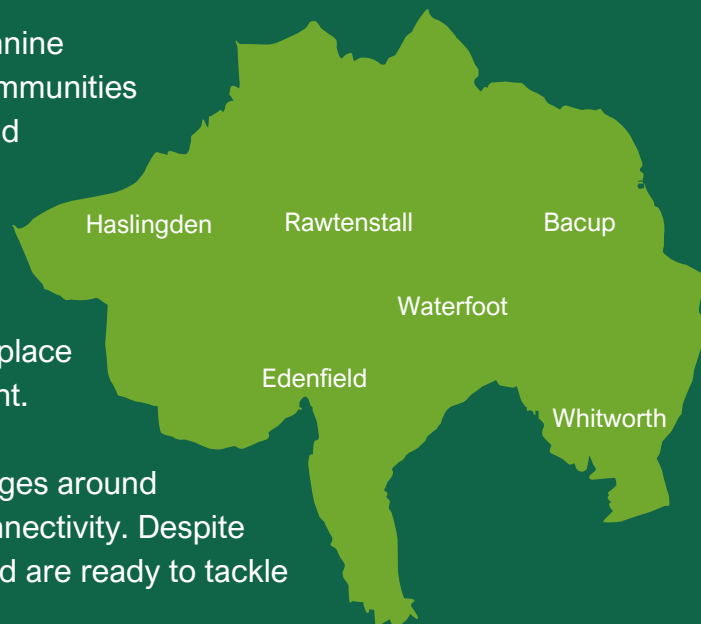 nine
mmunities
d
Haslingden
Rawtenstall
Bacup
Waterfoot
place
Edenfield
nt.
Whitworth
ges around
nnectivity. Despite
d are ready to tackle